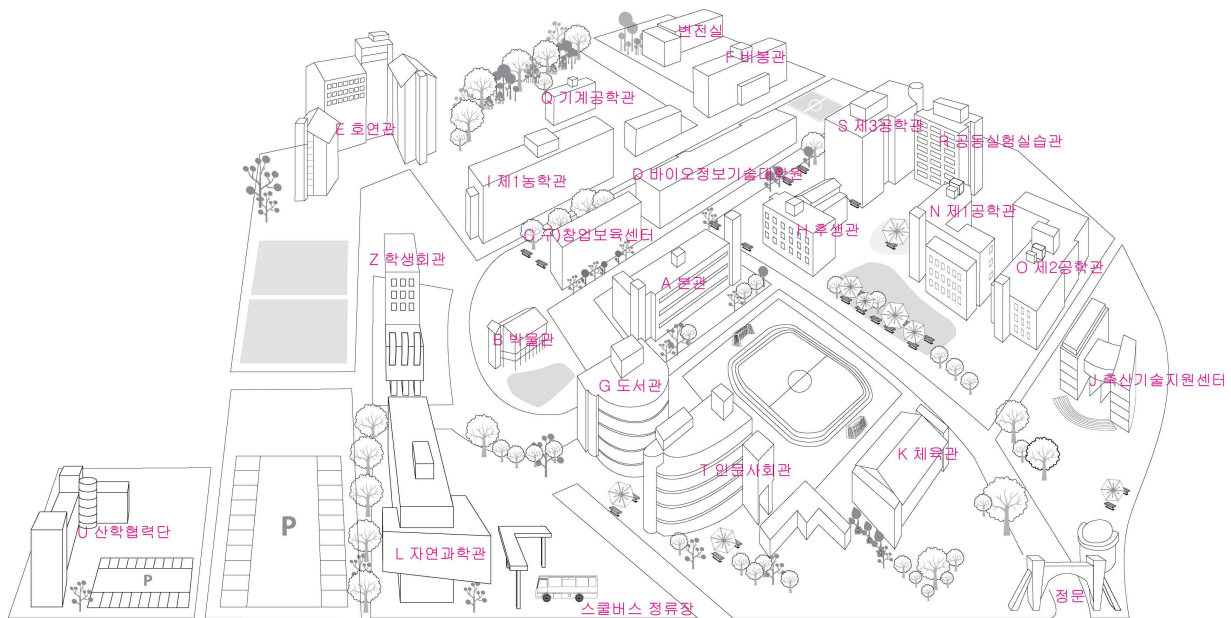 변전실
F 비봉관
Q 기계공학관
E 호연관
S 제3공학관
R 공동실험실습관
I 제1농학관
D 바이오정보기술대학원
N 제1공학관
H 후생관
O 구)창업보육센터
Z 학생회관
A 본관
O 제2공학관
B 박물관
G 도서관
J 축산기술지원센터
K 체육관
T 인문사회관
P
U 산학협력단
L 자연과학관
P
정문
스쿨버스 정류장